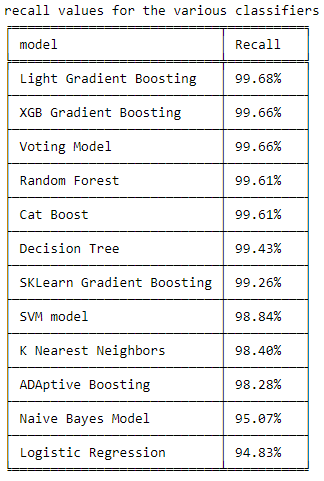 recall values for the various classifiers
model Recall
Light Gradient Boosting 99.68%
XGB Gradient Boosting 99.66%
Voting Model 99.66%
Random Forest 99.61%
Cat Boost 99.61%
Decision Tree 99.43%
SKLearn Gradient Boosting 99.26%
SVM model 98.84%
K Nearest Neighbors 98.40%
ADAptive Boosting 98.28%
Naive Bayes Model 95.07%
Logistic Regression 94.83%